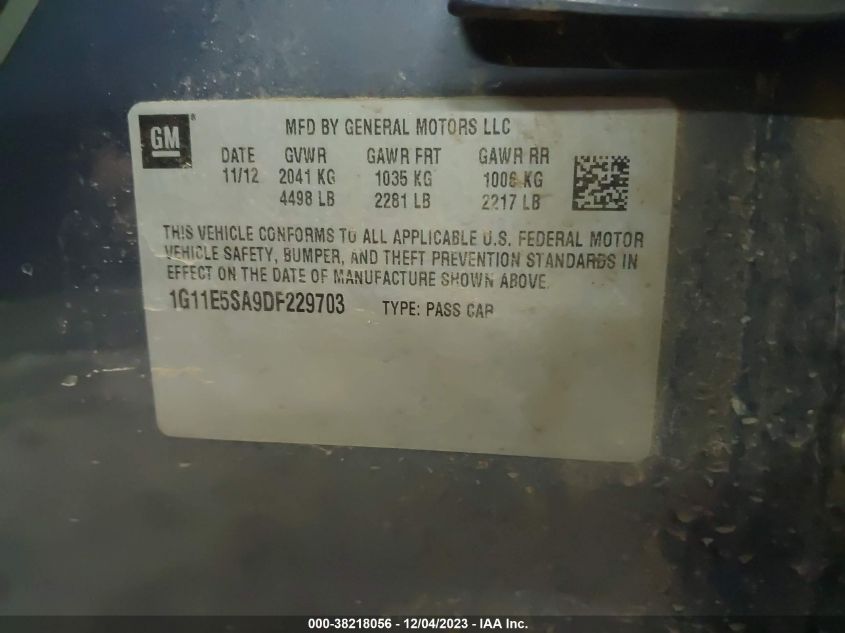 GM ® MFD BY GENERAL MOTORS LLC
DATE GVWR GAWR FRT GAWR RR
11/12 2041 KG 1035 KG 1006 KG
4498 LB 2281 LB 2217 LB
THIS VEHICLE CONFORMS TO ALL APPLICABLE U.S. FEDERAL MOTOR
VEHICLE SAFETY, BUMPER, AND THEFT PREVENTION STANDARDS IN
EFFECT ON THE DATE OF MANUFACTURE SHOWN ABOVE.
1G11E5SA9DF229703 TYPE: PASS CAR
000-38218056 - 12/04/2023 - IAA Inc.